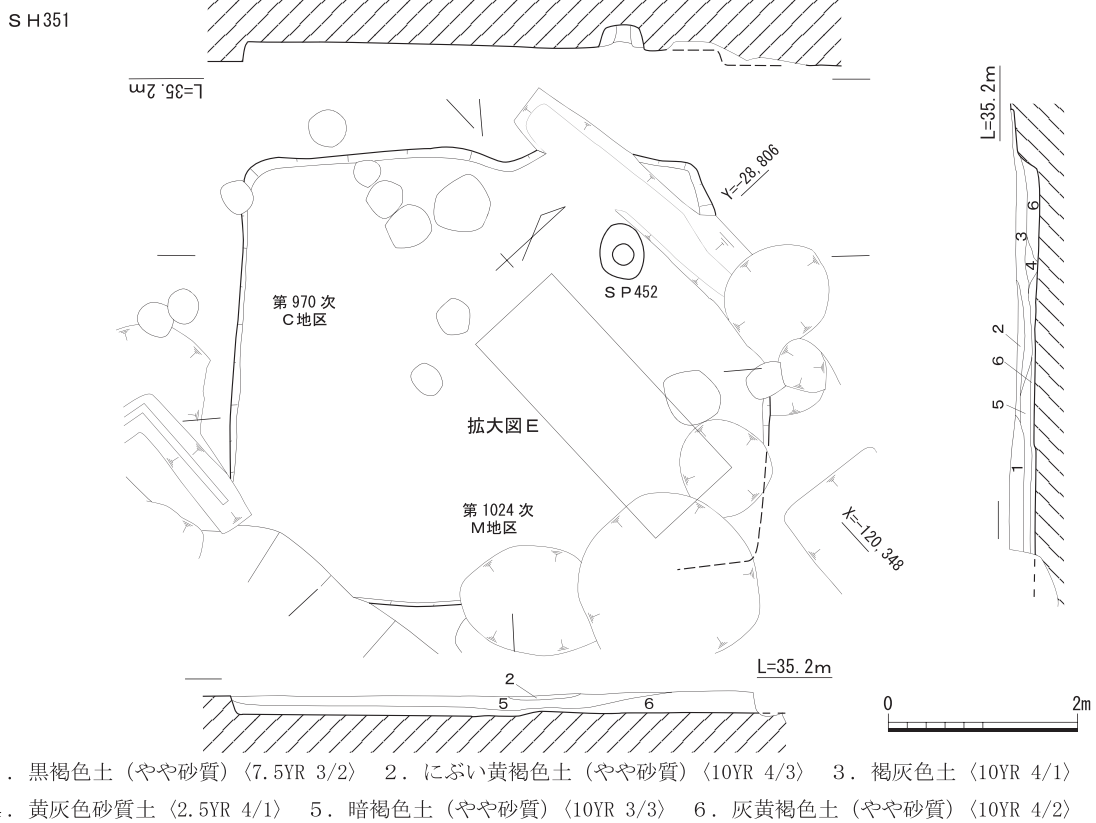 ＳＨ351
L=35.2m
L=35.2m
Y=-28,806
第970次
Ｃ地区
ＳＰ452
拡大図Ｅ
第1024次
Ｍ地区
X=-120,348
6
3
4
2
6
5
1
L=35.2m
2
5
6
0
2m
．黒褐色土（やや砂質）〈7.5YR 3/2〉 ２．にぶい黄褐色土（やや砂質）〈10YR 4/3〉 ３．褐灰色土〈10YR 4/1〉
．黄灰色砂質土〈2.5YR 4/1〉 ５．暗褐色土（やや砂質）〈10YR 3/3〉 ６．灰黄褐色土（やや砂質）〈10YR 4/2〉